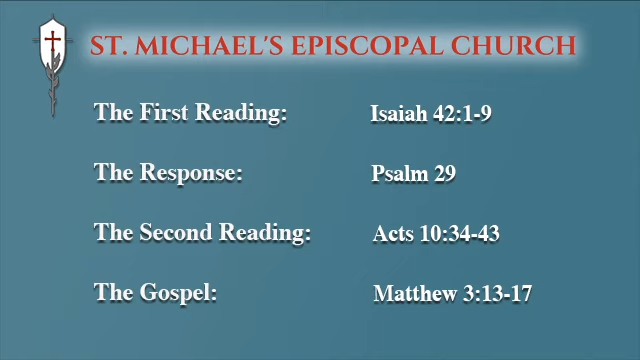 ST. MICHAEL'S EPISCOPAL CHURCH
The First Reading: Isaiah 42:1-9
The Response: Psalm 29
The Second Reading: Acts 10:34-43
The Gospel: Matthew 3:13-17